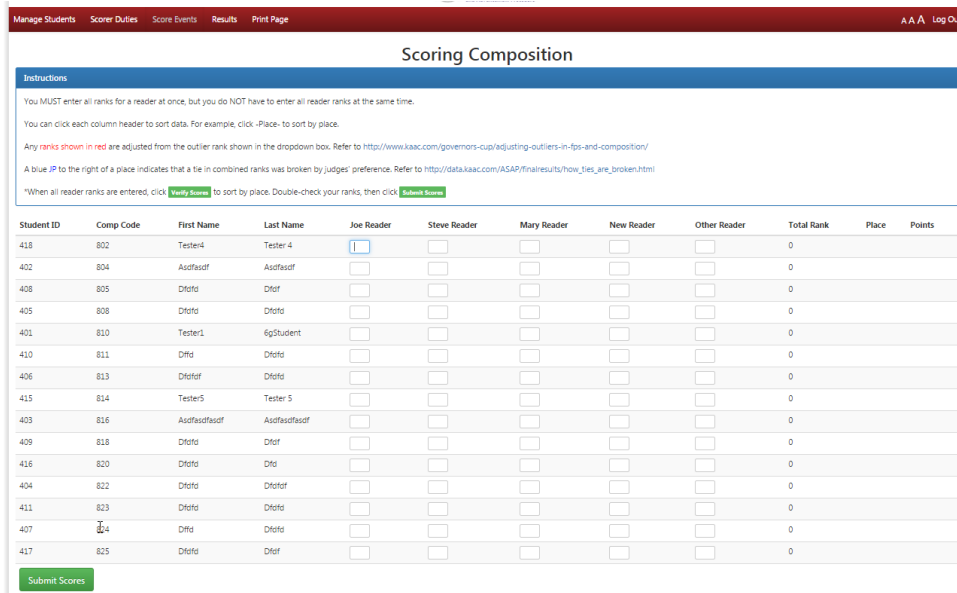 Manage Students Scorer Duties Score Events Results Print Page A A A Log Ou
Scoring Composition
Instructions
You MUST enter all ranks for a reader at once, but you do NOT have to enter all reader ranks at the same time.
You can click each column header to sort data. For example, click -Place- to sort by place.
Any ranks shown in red are adjusted from the outlier rank shown in the dropdown box. Refer to http://www.kaac.com/governors-cup/adjusting-outliers-in-fps-and-composition/
A blue JP to the right of a place indicates that a tie in combined ranks was broken by judges' preference. Refer to http://data.kaac.com/ASAP/finalresults/how_ties_are_broken.html
*When all reader ranks are entered, click Verify Scores to sort by place. Double-check your ranks, then click Submit Scores
Student ID Comp Code First Name Last Name Joe Reader Steve Reader Mary Reader New Reader Other Reader Total Rank Place Points
418 802 Tester4 Tester 4 0
402 804 Asdfasdf Asdfasdf 0
408 805 Dfdfd Dfdf 0
405 808 Dfdfd Dfdfd 0
401 810 Tester1 6gStudent 0
410 811 Dffd Dfdfd 0
406 813 Dfdfdf Dfdfd 0
415 814 Tester5 Tester 5 0
403 816 Asdfasdfasdf Asdfasdfasdf 0
409 818 Dfdfd Dfdf 0
416 820 Dfdfd Dfd 0
404 822 Dfdfd Dfdfdf 0
411 823 Dfdfd Dfdfd 0
407 824 Dffd Dfdfd 0
417 825 Dfdfd Dfdf 0
Submit Scores